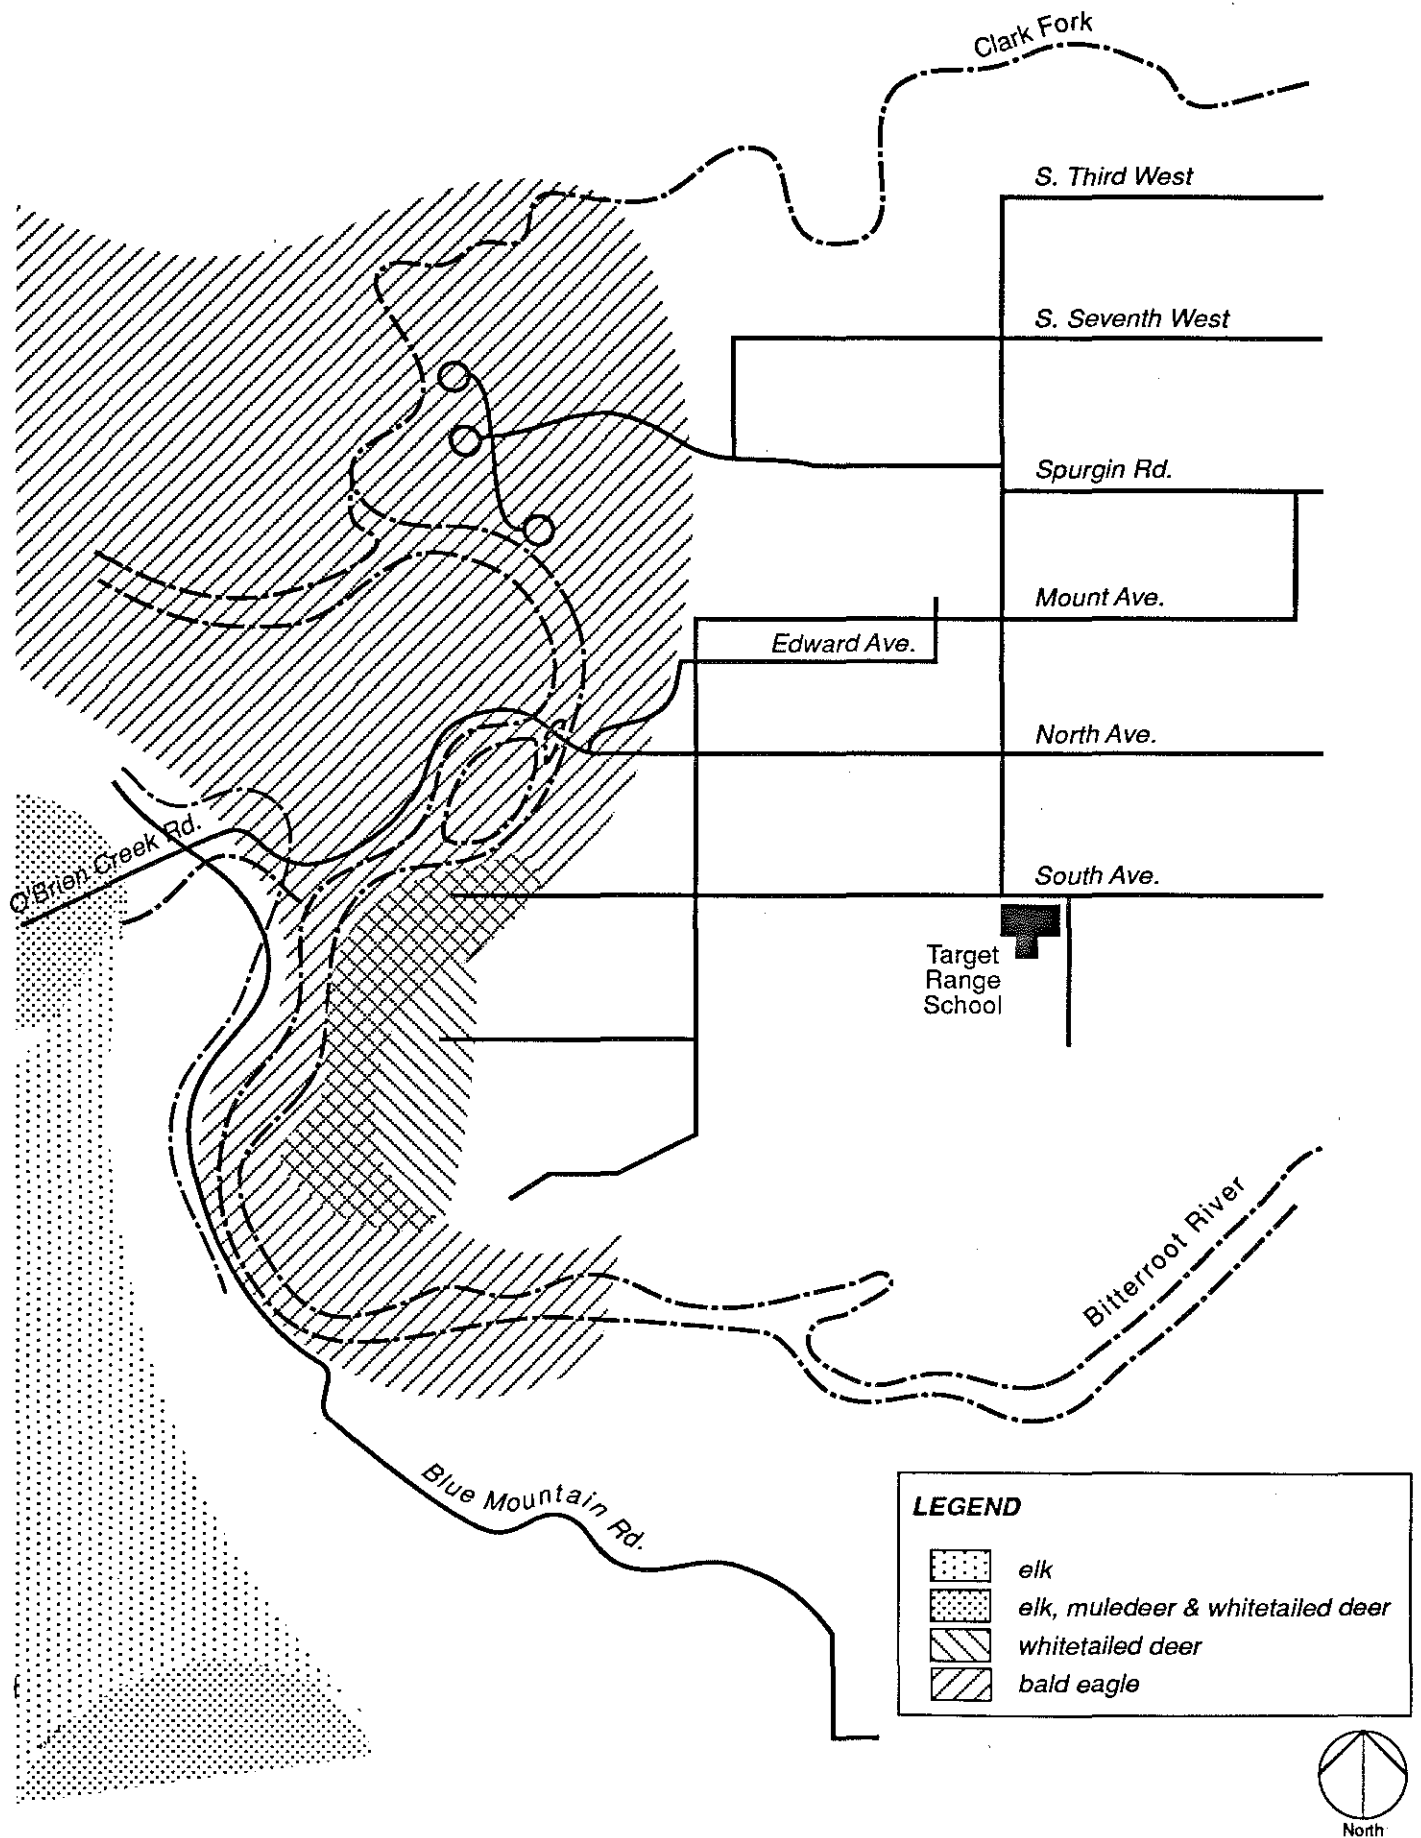 Clark Fork
S. Third West
S. Seventh West
Spurgin Rd.
Mount Ave.
Edward Ave.
North Ave.
O'Brien Creek Rd.
South Ave.
Target
Range
School
Bitterroot River
Blue Mountain Rd.
LEGEND
elk
elk, muledeer & whitetailed deer
whitetailed deer
bald eagle
North